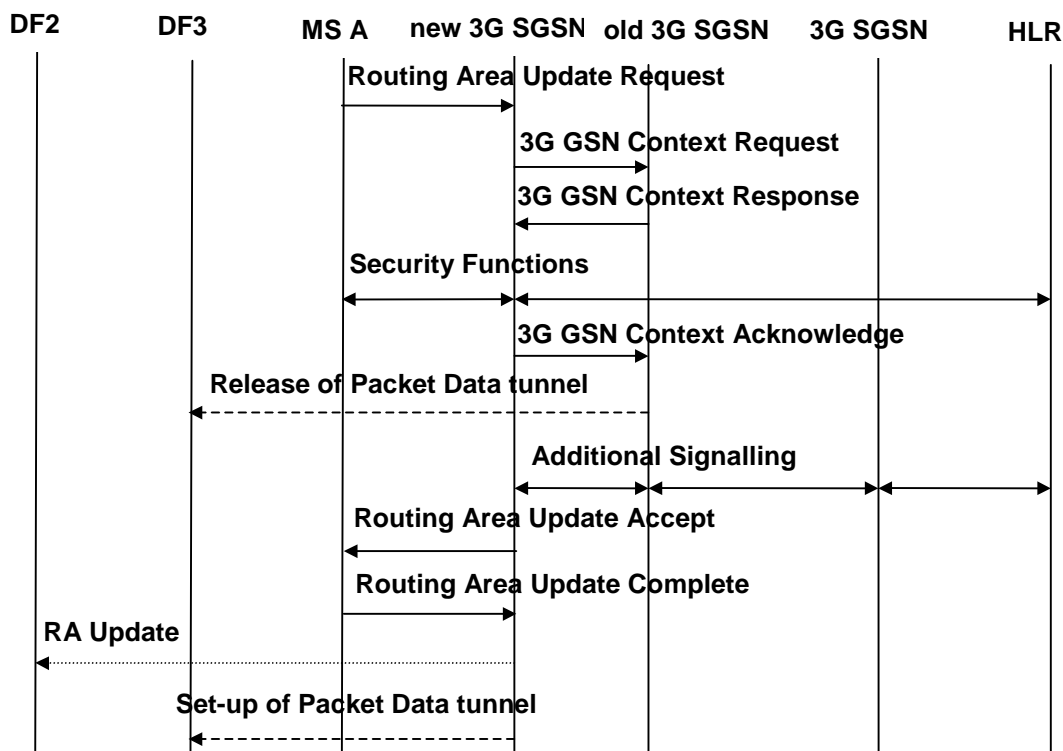 DF2 DF3 MS A new 3G SGSN old 3G SGSN 3G SGSN HLR
Routing Area Update Request
3G GSN Context Request
3G GSN Context Response
Security Functions
3G GSN Context Acknowledge
Release of Packet Data tunnel
Additional Signalling
Routing Area Update Accept
Routing Area Update Complete
RA Update
Set-up of Packet Data tunnel